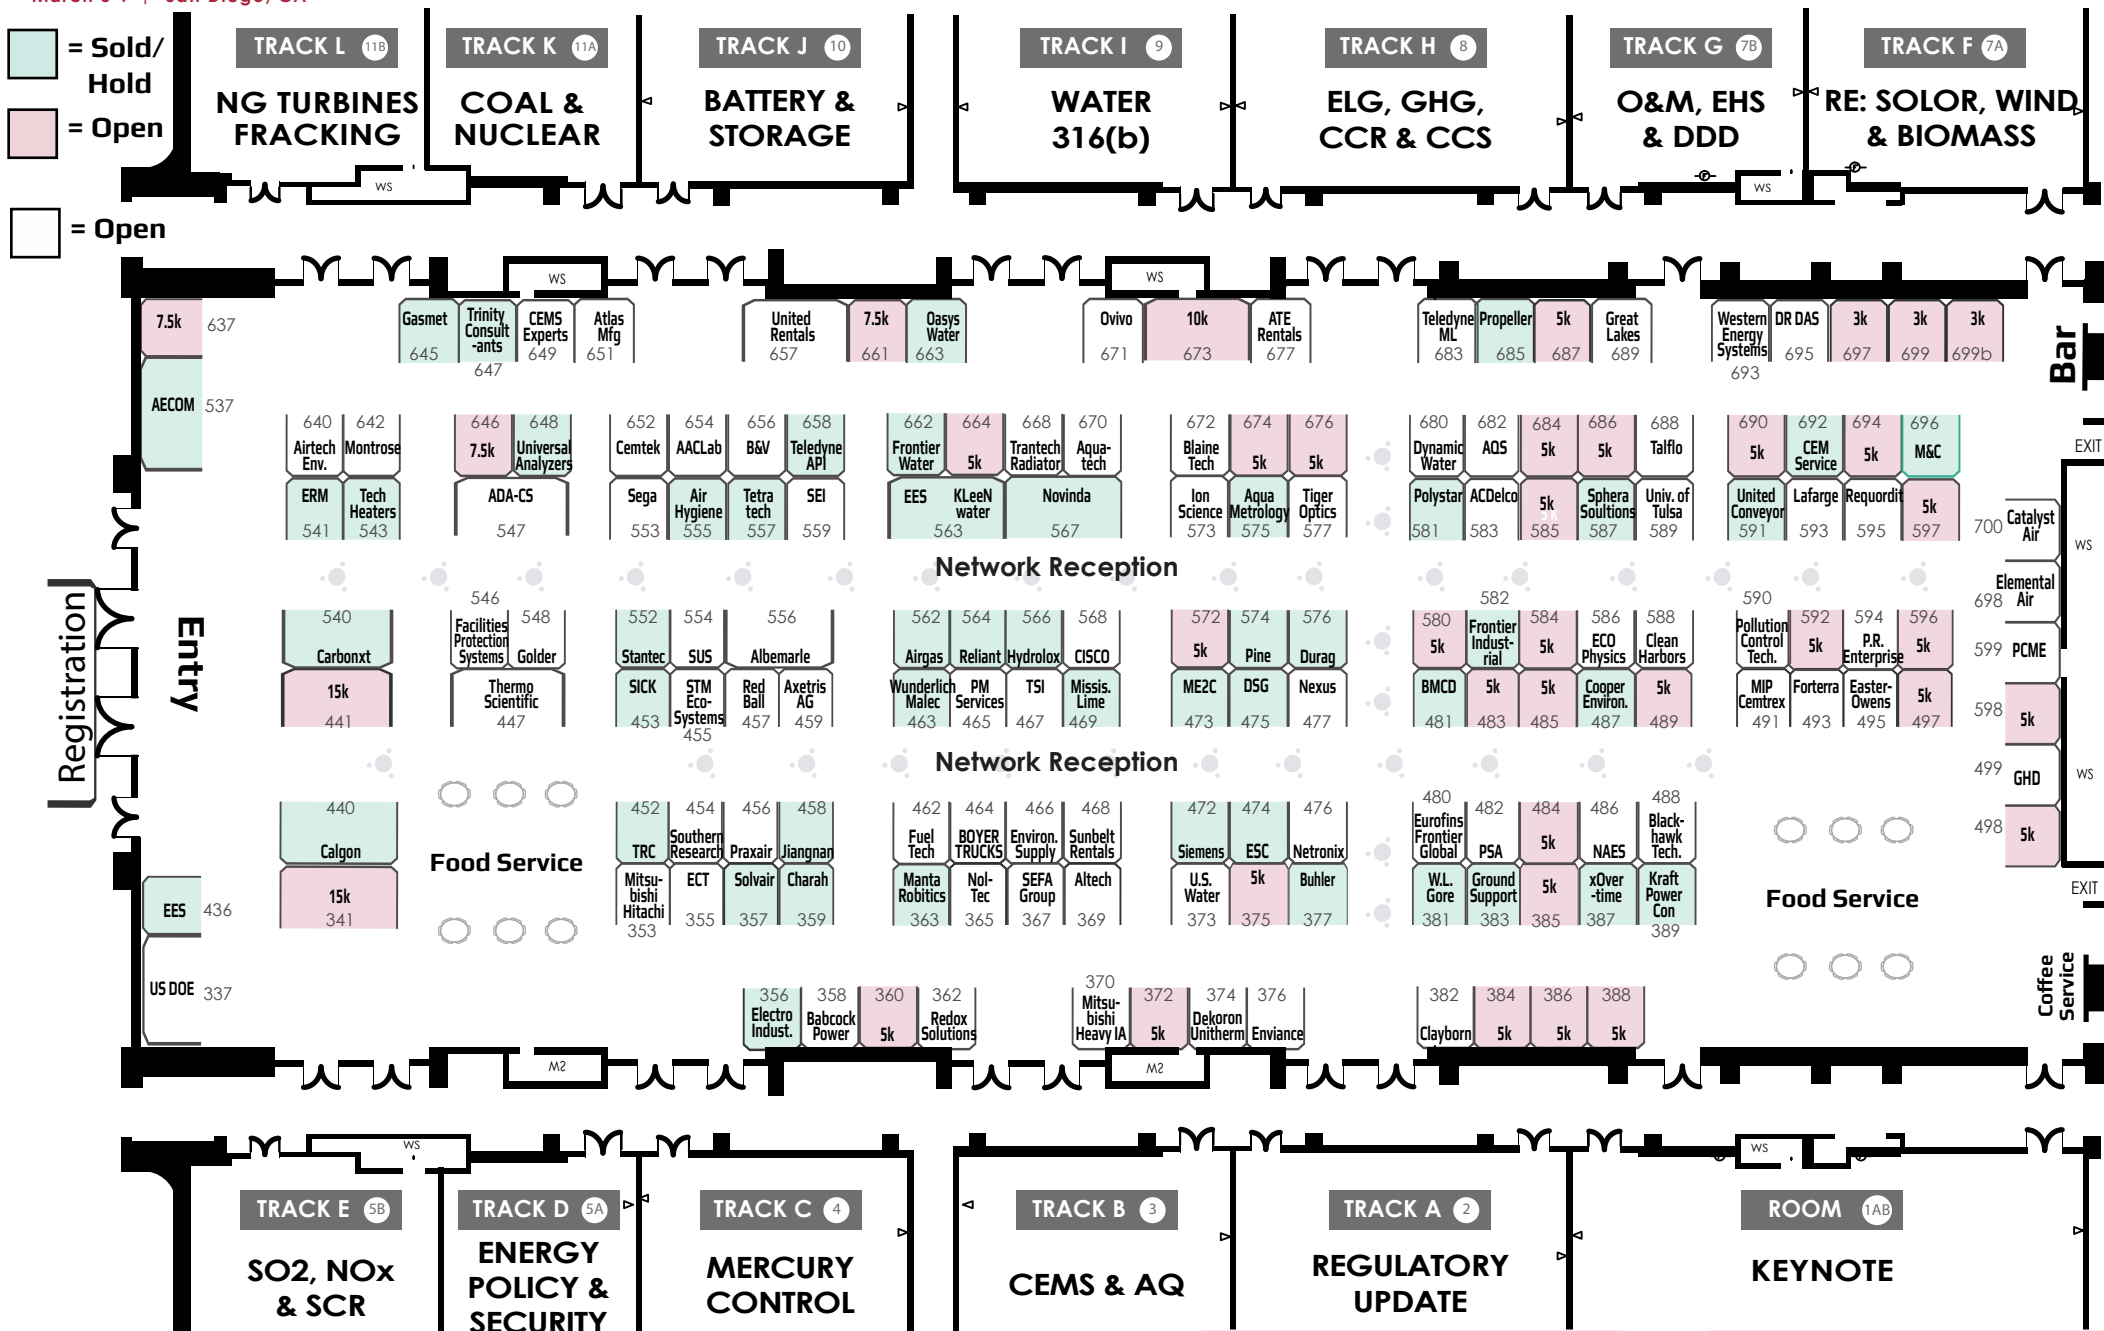 TRACK L 11B
NG TURBINES
FRACKING
TRACK K 11A
COAL &
NUCLEAR
TRACK J 10
BATTERY &
STORAGE
TRACK I 9
WATER
316(b)
TRACK H 8
ELG, GHG,
CCR & CCS
TRACK G 7B
O&M, EHS
& DDD
TRACK F 7A
RE: SOLOR, WIND
& BIOMASS
= Sold/
Hold
= Open
= Open
WS
WS
WS
WS
7.5k 637
AECOM 537
Gasmet
645
Trinity
Consult
-ants
647
CEMS
Experts
649
Atlas
Mfg
651
United
Rentals
657
7.5k
661
Oasys
Water
663
Ovivo
671
10k
673
ATE
Rentals
677
Teledyne
ML
683
Propeller
685
5k
687
Great
Lakes
689
Western
Energy
Systems
693
DR DAS
695
3k
697
3k
699
3k
699b
Bar
EXIT
640
Airtech
Env.
642
Montrose
646
7.5k
648
Universal
Analyzers
652
Cemtek
654
AACLab
656
B&V
658
Teledyne
API
662
Frontier
Water
664
5k
668
Trantech
Radiator
670
Aqua-
tech
672
Blaine
Tech
674
5k
676
5k
680
Dynamic
Water
682
AQS
684
5k
686
5k
688
Talflo
690
5k
692
CEM
Service
694
5k
696
M&C
ERM
541
Tech
Heaters
543
ADA-CS
547
Sega
553
Air
Hygiene
555
Tetra
tech
557
SEI
559
EES KLeeN
water
563
Novinda
567
Ion
Science
573
Aqua
Metrology
575
Tiger
Optics
577
Polystar
581
ACDelco
583
5k
585
Sphera
Soultions
587
Univ. of
Tulsa
589
United
Conveyor
591
Lafarge
593
Requordit
595
5k
597
700 Catalyst
Air
WS
Network Reception
Registration
Entry
540
Carbonxt
546
Facilities
Protection
Systems
548
Golder
552
Stantec
554
SUS
556
Albemarle
562
Airgas
564
Reliant
566
Hydrolox
568
CISCO
572
5k
574
Pine
576
Durag
580
5k
582
Frontier
Indust-
rial
584
5k
586
ECO
Physics
588
Clean
Harbors
590
Pollution
Control
Tech.
592
5k
594
P.R.
Enterprise
596
5k
Elemental
698 Air
599 PCME
15k
441
Thermo
Scientific
447
SICK
453
STM
Eco-
Systems
455
Red
Ball
457
Axetris
AG
459
Wunderlich
Malec
463
PM
Services
465
TSI
467
Missis.
Lime
469
ME2C
473
DSG
475
Nexus
477
BMCD
481
5k
483
5k
485
Cooper
Environ.
487
5k
489
MIP
Cemtrex
491
Forterra
493
Easter-
Owens
495
5k
497
598
5k
Network Reception
499
GHD
WS
440
Calgon
Food Service
452
TRC
454
Southern
Research
456
Praxair
458
Jiangnan
462
Fuel
Tech
464
BOYER
TRUCKS
466
Environ.
Supply
468
Sunbelt
Rentals
472
Siemens
474
ESC
476
Netronix
480
Eurofins
Frontier
Global
482
PSA
484
5k
486
NAES
488
Black-
hawk
Tech.
498 5k
15k
341
Mitsu-
bishi
Hitachi
353
ECT
355
Solvair
357
Charah
359
Manta
Robitics
363
Nol-
Tec
365
SEFA
Group
367
Altech
369
U.S.
Water
373
5k
375
Buhler
377
W.L.
Gore
381
Ground
Support
383
5k
385
xOver
-time
387
Kraft
Power
Con
389
Food Service
EXIT
EES 436
US DOE 337
356
Electro
Indust.
358
Babcock
Power
360
5k
362
Redox
Solutions
370
Mitsu-
bishi
Heavy IA
372
5k
374
Dekoron
Unitherm
376
Enviance
382
Clayborn
384
5k
386
5k
388
5k
Coffee
Service
WS
WS
WS
WS
TRACK E 5B
SO2, NOx
& SCR
TRACK D 5A
ENERGY
POLICY &
SECURITY
TRACK C 4
MERCURY
CONTROL
TRACK B 3
CEMS & AQ
TRACK A 2
REGULATORY
UPDATE
ROOM 1AB
KEYNOTE